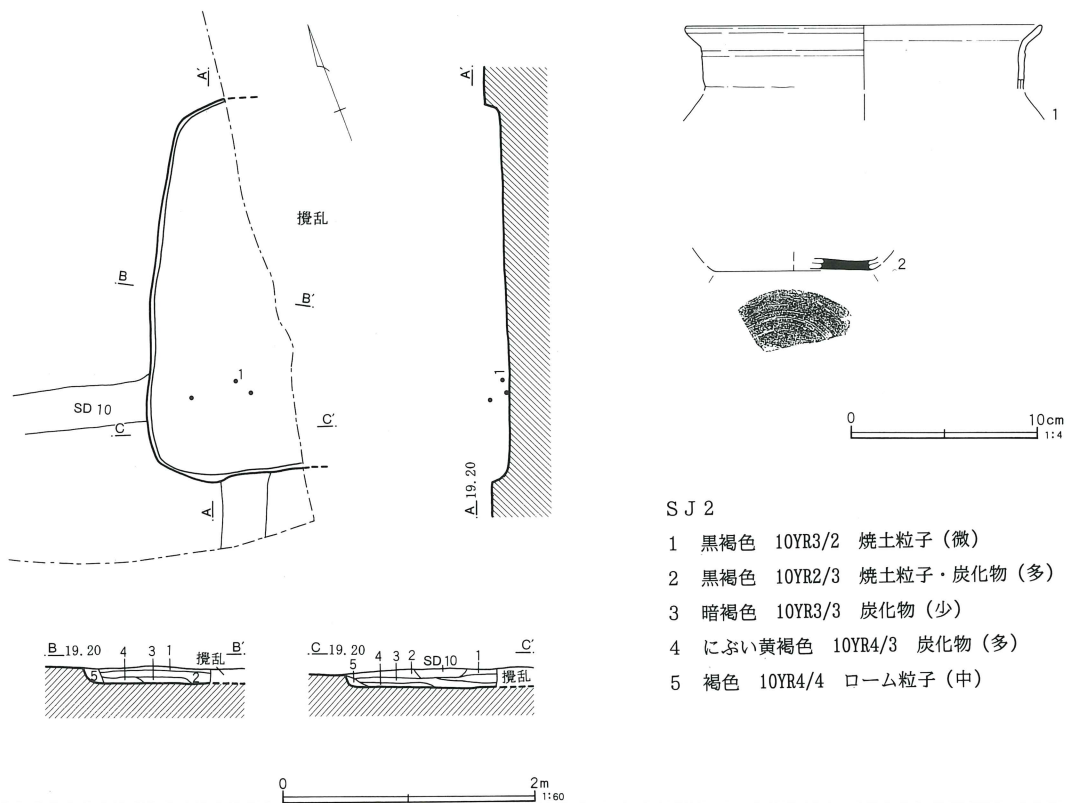 A'
攪乱
B
B'
1
SD 10
C
C'
A
A'
1
A 19.20
B 19.20
B'
4 3 1
攪乱
5
2
C 19.20
C'
5 4 3 2 SD 10 1
攪乱
0 2m
1:60
1
2
0 10cm
1:4
SJ 2
1 黒褐色 10YR3/2 焼土粒子(微)
2 黒褐色 10YR2/3 焼土粒子・炭化物(多)
3 暗褐色 10YR3/3 炭化物(少)
4 にぶい黄褐色 10YR4/3 炭化物(多)
5 褐色 10YR4/4 ローム粒子(中)